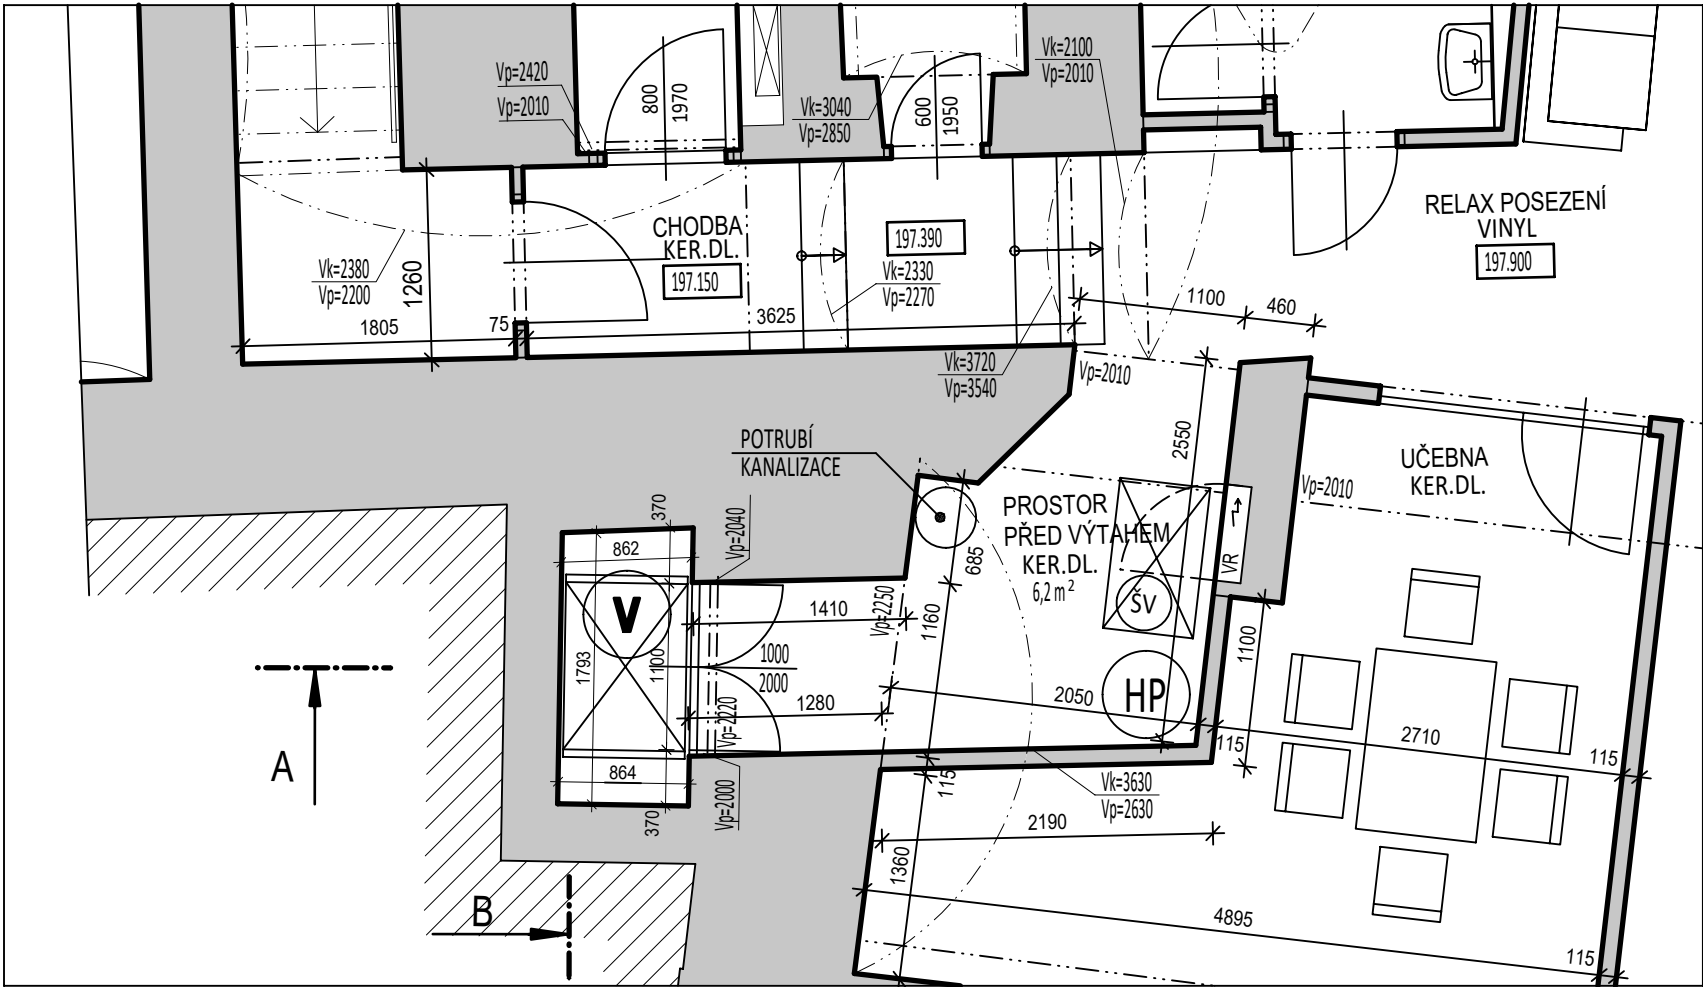 Vp=2420
Vp=2010
800
1970
Vk=3040
Vp=2850
600
1950
Vk=2100
Vp=2010
CHODBA
KER.DL.
197.150
197.390
Vk=2330
Vp=2270
RELAX POSEZENÍ
VINYL
197.900
Vk=2380
Vp=2200
1260
1805
75
3625
1100
460
Vk=3720
Vp=3540
Vp=2010
2550
POTRUBÍ
KANALIZACE
UČEBNA
KER.DL.
Vp=2010
PROSTOR
PŘED VÝTAHEM
KER.DL.
6,2 m²
VR
ŠV
HP
370
862
Vp=2040
685
V
1410
Vp=2250
1160
1100
1793
1100
1000
2000
1280
Vp=2220
2050
115
2710
115
864
370
Vp=2000
115
Vk=3630
Vp=2630
2190
1360
4895
115
A
B